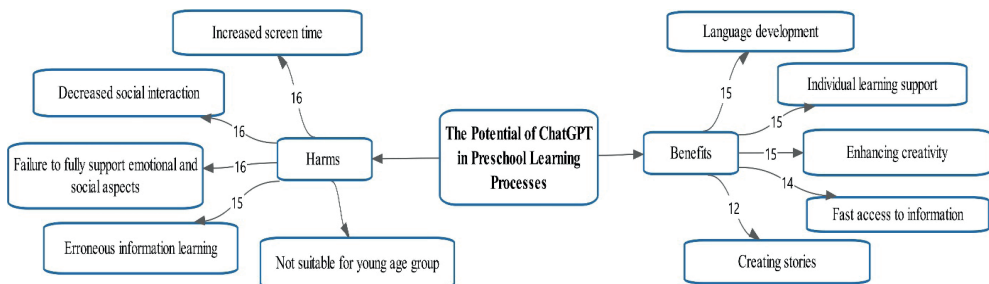 Increased screen time
16
Decreased social interaction
16
Failure to fully support emotional and
social aspects
16
Erroneous information learning
15
Not suitable for young age group
Harms
The Potential of ChatGPT
in Preschool Learning
Processes
Benefits
Language development
15
Individual learning support
15
Enhancing creativity
15
Fast access to information
14
Creating stories
12